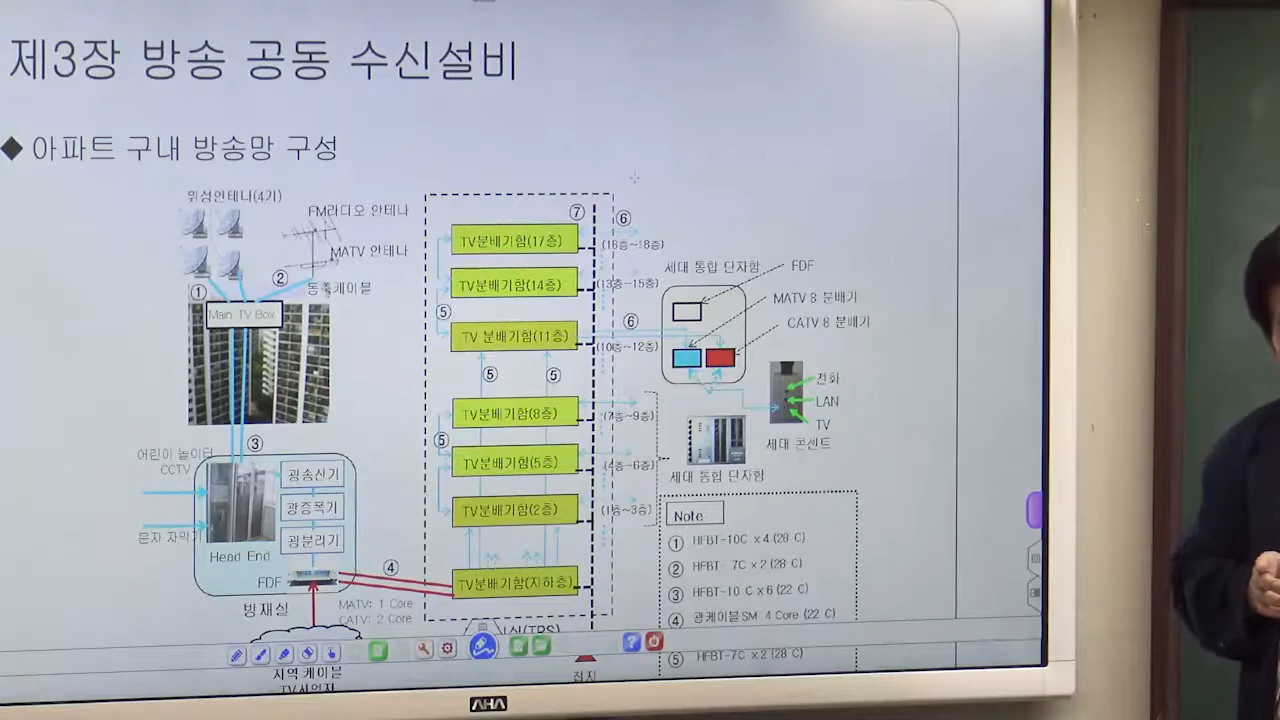 제3장 방송 공동 수신설비
◆ 아파트 구내 방송망 구성
위성안테나(4기)
FM라디오 안테나
MATV 안테나
②
동축케이블
①
Main TV Box
③
어린이 놀이터
CCTV
문자 자막기
Head End
광송신기
광증폭기
광분리기
FDF
방재실
④
MATV: 1 Core
CATV: 2 Core
지역 케이블
TV사업자
⑦
⑥
TV분배기함(17층)
(16층~18층)
TV분배기함(14층)
(13층~15층)
⑤
⑥
TV 분배기함(11층)
(10층~12층)
⑤
⑤
TV분배기함(8층)
(7층~9층)
⑤
TV분배기함(5층)
(4층~6층)
TV분배기함(2층)
(1층~3층)
TV분배기함(지하층)
접지
세대 통합 단자함
FDF
MATV 8 분배기
CATV 8 분배기
전화
LAN
TV
세대 콘센트
세대 통합 단자함
Note
① HFBT-10C x 4 (28 C)
② HFBT- 7C x 2 (28 C)
③ HFBT-10 C x 6 (22 C)
④ 광케이블 SM 4 Core (22 C)
⑤ HFBT-7C x 2 (28 C)
AHA